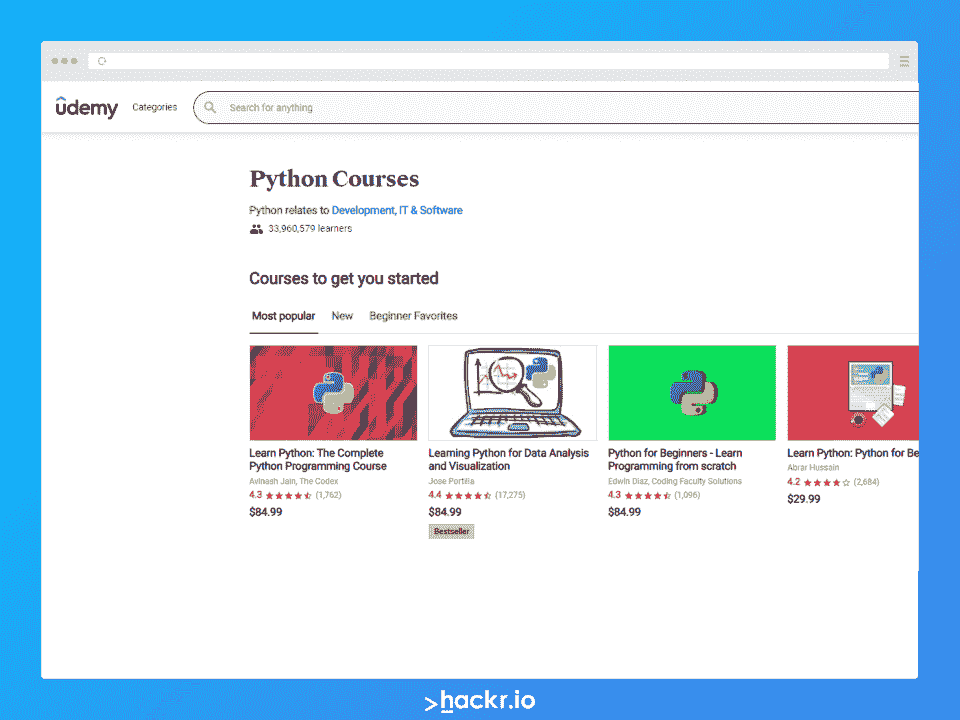 udemy
Categories
Search for anything
Python Courses
Python relates to Development, IT & Software
33,960,579 learners
Courses to get you started
Most popular New Beginner Favorites
Learn Python: The Complete
Python Programming Course
Avinash Jain, The Codex
4.3 (1,762)
$84.99
Learning Python for Data Analysis
and Visualization
Jose Portilla
4.4 (17,275)
$84.99
Bestseller
Python for Beginners - Learn
Programming from scratch
Edwin Diaz, Coding Faculty Solutions
4.3 (1,096)
$84.99
Learn Python: Python for Be
Abrar Hussain
4.2 (2,684)
$29.99
>hackr.io